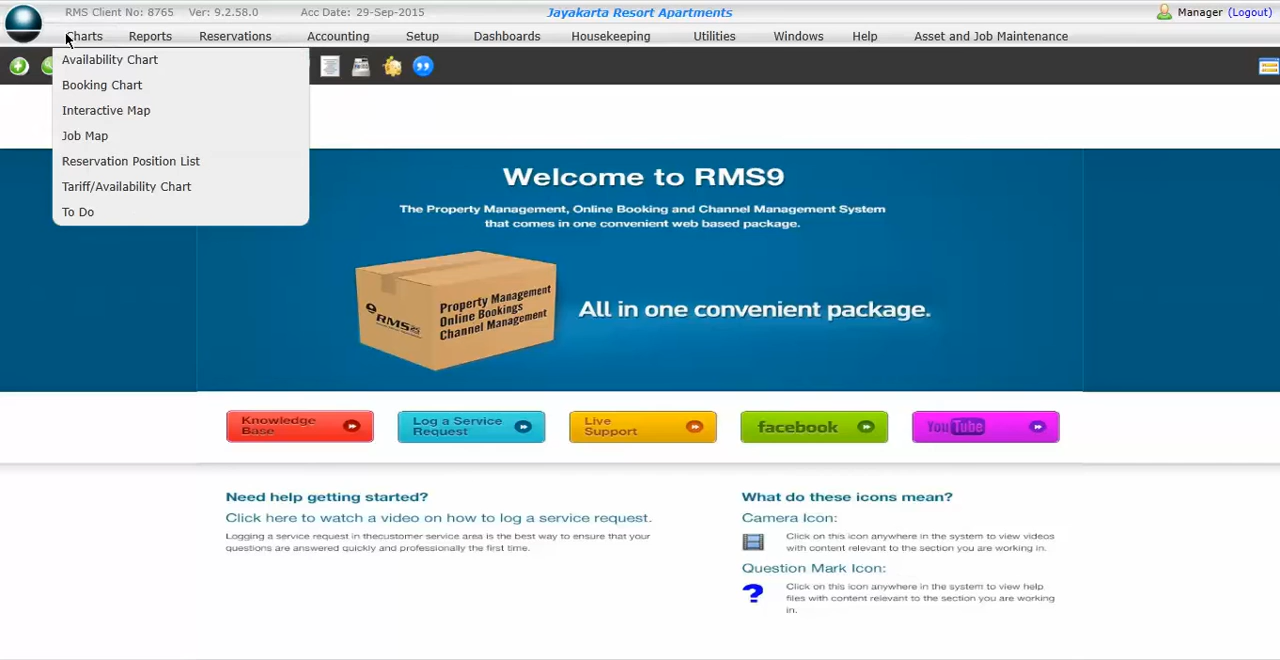 RMS Client No: 8765 Ver: 9.2.58.0 Acc Date: 29-Sep-2015 Jayakarta Resort Apartments Manager (Logout)
Charts Reports Reservations Accounting Setup Dashboards Housekeeping Utilities Windows Help Asset and Job Maintenance
Availability Chart
Booking Chart
Interactive Map
Job Map
Reservation Position List
Tariff/Availability Chart
To Do
Welcome to RMS9
The Property Management, Online Booking and Channel Management System
that comes in one convenient web based package.
RMS
Property Management
Online Bookings
Channel Management
All in one convenient package.
Knowledge
Base
Log a Service
Request
Live
Support
facebook
YouTube
Need help getting started?
Click here to watch a video on how to log a service request.
Logging a service request in thecustomer service area is the best way to ensure that your
questions are answered quickly and professionally the first time.
What do these icons mean?
Camera Icon:
Click on this icon anywhere in the system to view videos
with content relevant to the section you are working in.
Question Mark Icon:
?
Click on this icon anywhere in the system to view help
files with content relevant to the section you are working
in.